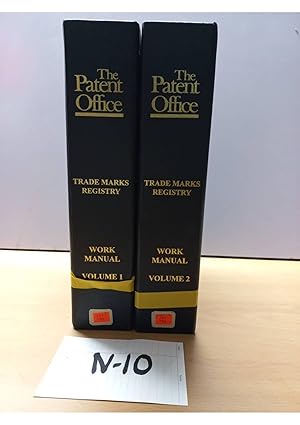 The
Patent
Office
TRADE MARKS
REGISTRY
WORK
MANUAL
VOLUME 1
The
Patent
Office
TRADE MARKS
REGISTRY
WORK
MANUAL
VOLUME 2
N-10